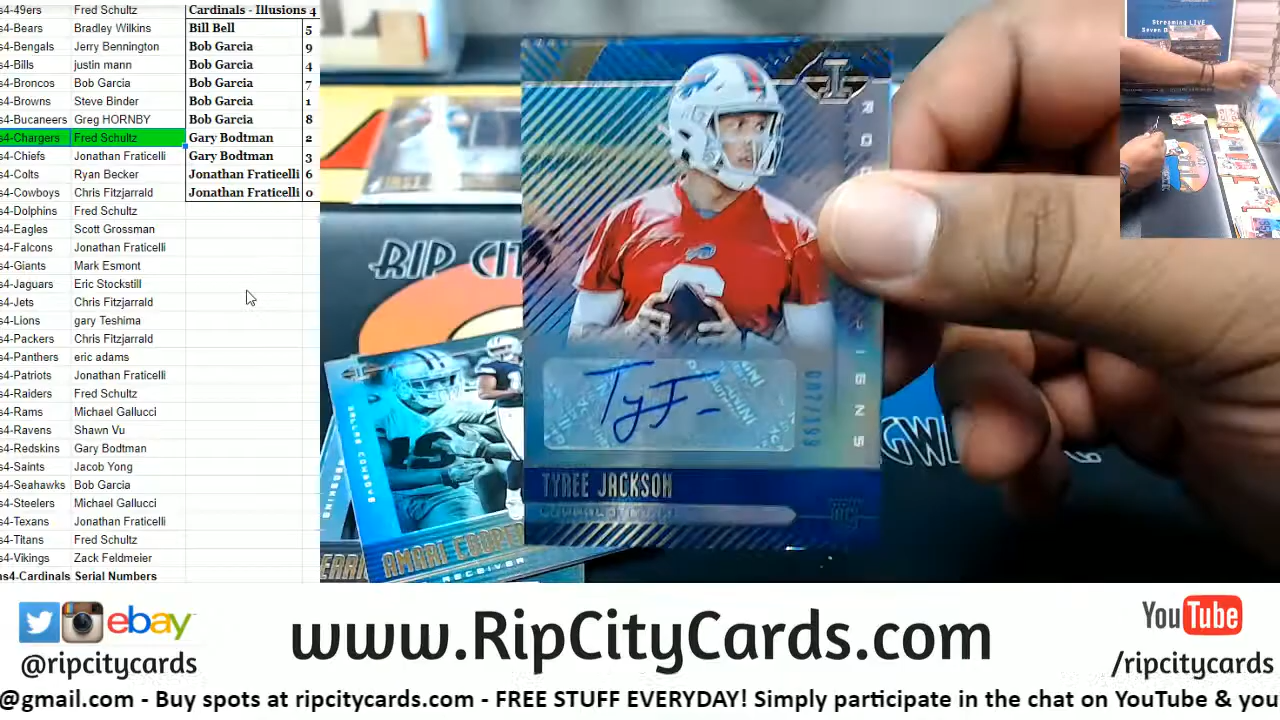 s4-49ers Fred Schultz Cardinals - Illusions 4
s4-Bears Bradley Wilkins Bill Bell 5
s4-Bengals Jerry Bennington Bob Garcia 9
s4-Bills justin mann Bob Garcia 4
s4-Broncos Bob Garcia Bob Garcia 7
s4-Browns Steve Binder Bob Garcia 1
s4-Bucaneers Greg HORNBY Bob Garcia 8
s4-Chargers Fred Schultz Gary Bodtman 2
s4-Chiefs Jonathan Fraticelli Gary Bodtman 3
s4-Colts Ryan Becker Jonathan Fraticelli 6
s4-Cowboys Chris Fitzjarrald Jonathan Fraticelli 0
s4-Dolphins Fred Schultz
s4-Eagles Scott Grossman
s4-Falcons Jonathan Fraticelli
s4-Giants Mark Esmont
s4-Jaguars Eric Stockstill
s4-Jets Chris Fitzjarrald
s4-Lions gary Teshima
s4-Packers Chris Fitzjarrald
s4-Panthers eric adams
s4-Patriots Jonathan Fraticelli
s4-Raiders Fred Schultz
s4-Rams Michael Gallucci
s4-Ravens Shawn Vu
s4-Redskins Gary Bodtman
s4-Saints Jacob Yong
s4-Seahawks Bob Garcia
s4-Steelers Michael Gallucci
s4-Texans Jonathan Fraticelli
s4-Titans Fred Schultz
s4-Vikings Zack Feldmeier
ns4-Cardinals Serial Numbers
Streaming LIVE
Seven D
RIP CIT
TyJ-
TYREE JACKSON
RC
DALLAS COWBOYS
AMARI COOPER
RECEIVER
ebay
@ripcitycards
www.RipCityCards.com
YouTube
/ripcitycards
@gmail.com - Buy spots at ripcitycards.com - FREE STUFF EVERYDAY! Simply participate in the chat on YouTube & you